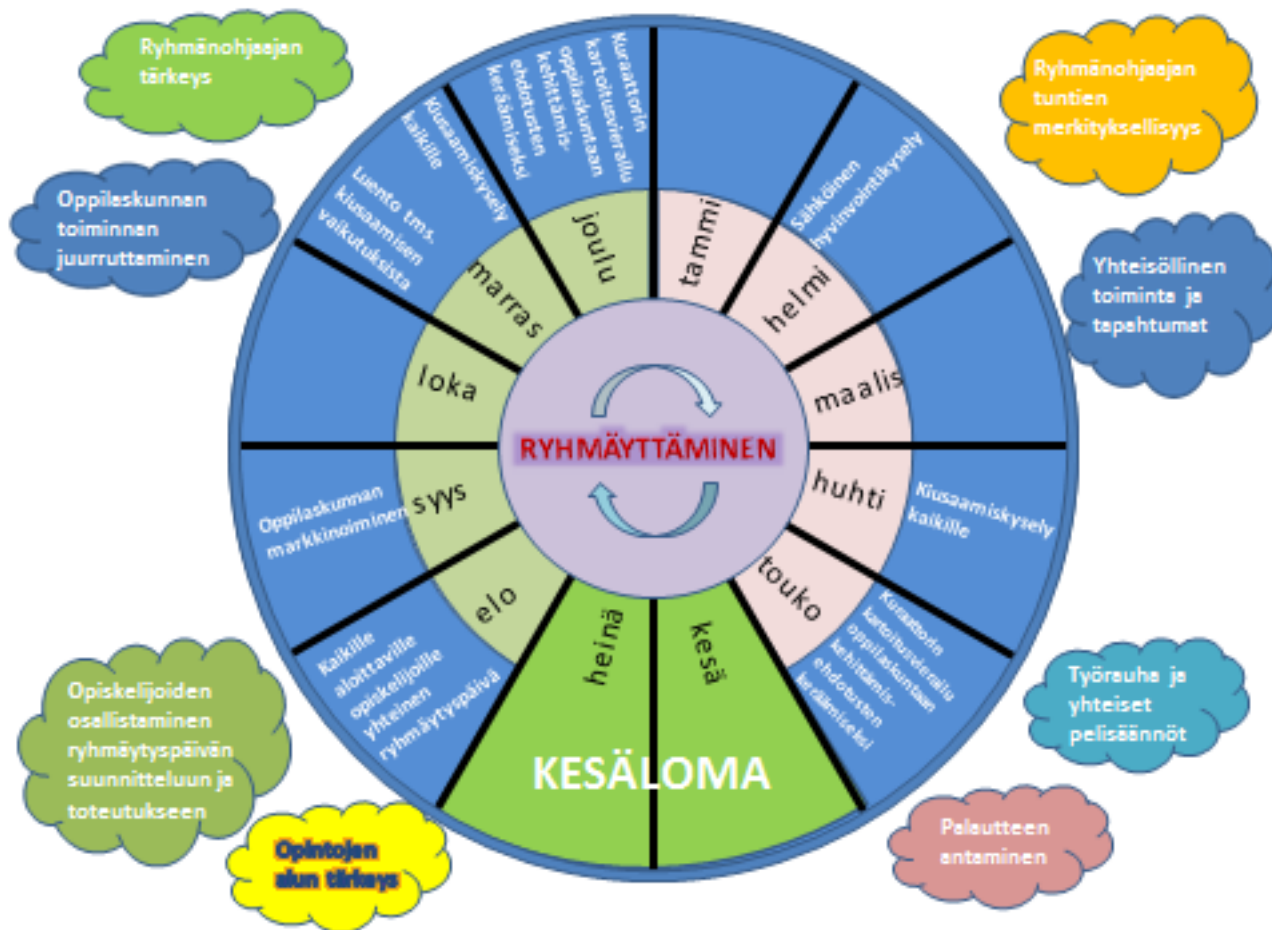 Ryhmänohjaajan
tärkeys
Oppilaskunnan
toiminnan
juurruttaminen
Opiskelijoiden
osallistaminen
ryhmäytyspäivän
suunnitteluun ja
toteutukseen
Opintojen
alun tärkeys
Ryhmänohjaajan
tuntien
merkityksellisyys
Yhteisöllinen
toiminta ja
tapahtumat
Työrauha ja
yhteiset
pelisäännöt
Palautteen
antaminen
RYHMÄYTTÄMINEN
tammi
helmi
Sähköinen
hyvinvointikysely
maalis
huhti
Kiusaamiskysely
kaikille
touko
Kuraattorin
kartoitusvierailu
oppilaskuntaan
kehittämis-
ehdotusten
keräämiseksi
kesä
heinä
KESÄLOMA
elo
Kaikille
aloittaville
opiskelijoille
yhteinen
ryhmäytyspäivä
syys
Oppilaskunnan
markkinoiminen
loka
marras
Luento tms.
kiusaamisen
vaikutuksista
Kiusaamiskysely
kaikille
joulu
Kuraattorin
kartoitusvierailu
oppilaskuntaan
kehittämis-
ehdotusten
keräämiseksi